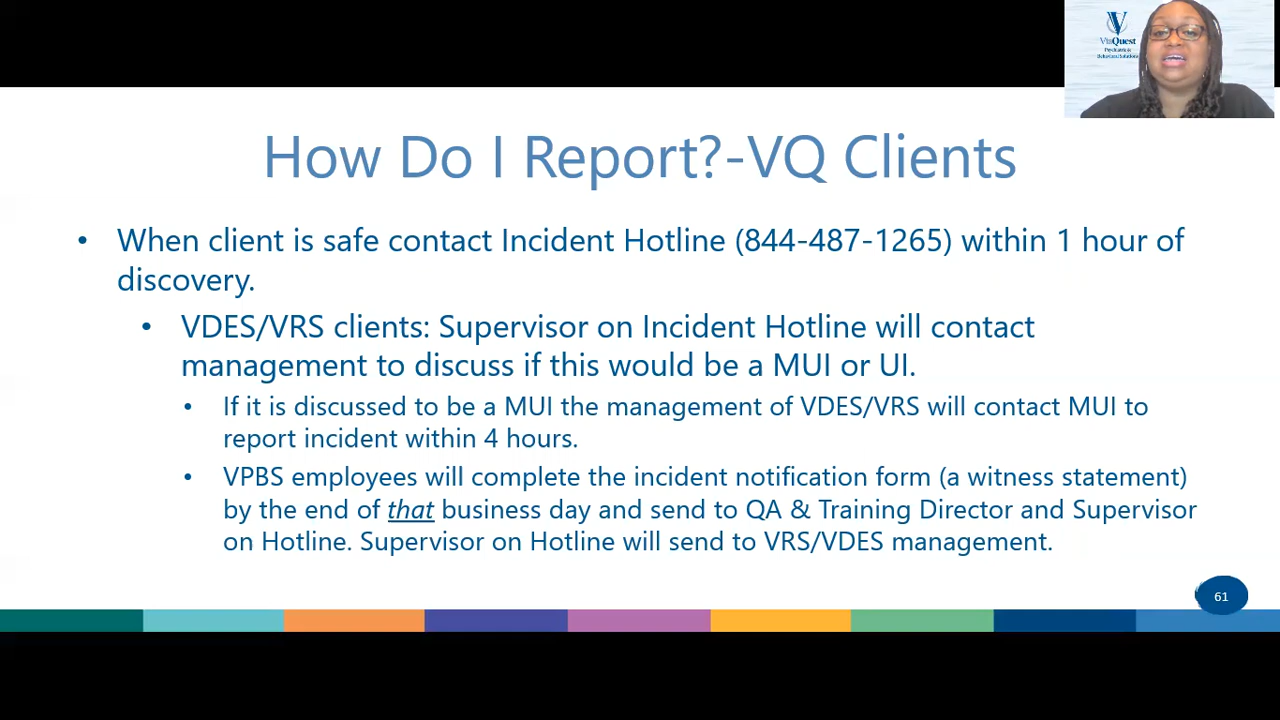 ViaQuest
Psychiatric &
Behavioral Solutions
How Do I Report?-VQ Clients
• When client is safe contact Incident Hotline (844-487-1265) within 1 hour of
discovery.
• VDES/VRS clients: Supervisor on Incident Hotline will contact
management to discuss if this would be a MUI or UI.
• If it is discussed to be a MUI the management of VDES/VRS will contact MUI to
report incident within 4 hours.
• VPBS employees will complete the incident notification form (a witness statement)
by the end of that business day and send to QA & Training Director and Supervisor
on Hotline. Supervisor on Hotline will send to VRS/VDES management.
61